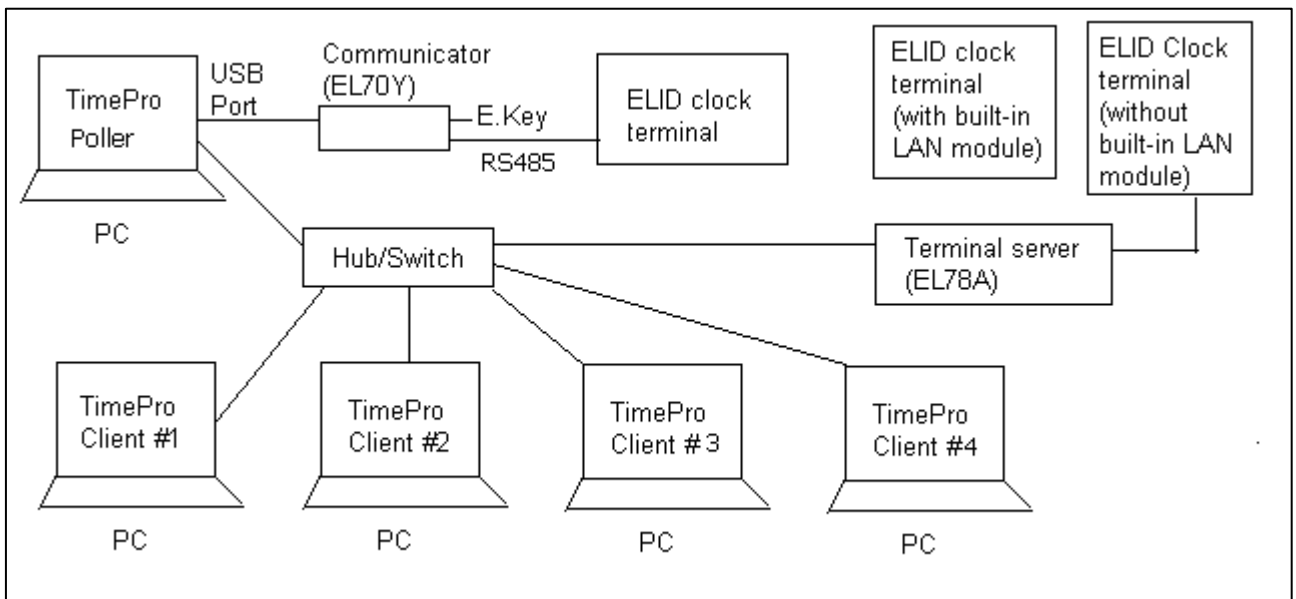 TimePro
Poller
PC
USB
Port
Communicator
(EL70Y)
E.Key
RS485
ELID clock
terminal
ELID clock
terminal
(with built-in
LAN module)
ELID Clock
terminal
(without
built-in LAN
module)
Hub/Switch
Terminal server
(EL78A)
TimePro
Client #1
PC
TimePro
Client #2
PC
TimePro
Client #3
PC
TimePro
Client #4
PC